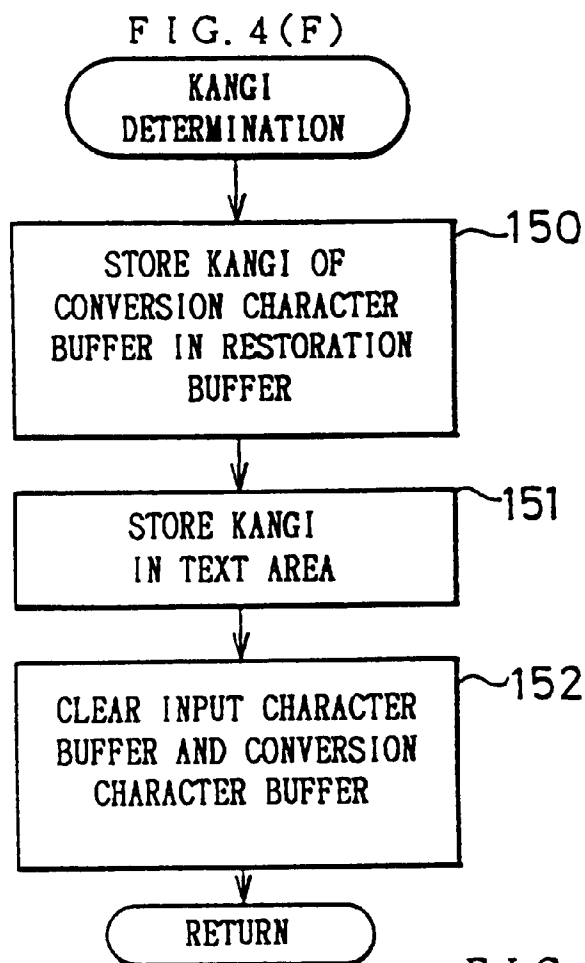 FIG. 4(F)
KANGI
DETERMINATION
150
STORE KANGI OF
CONVERSION CHARACTER
BUFFER IN RESTORATION
BUFFER
151
STORE KANGI
IN TEXT AREA
152
CLEAR INPUT CHARACTER
BUFFER AND CONVERSION
CHARACTER BUFFER
RETURN